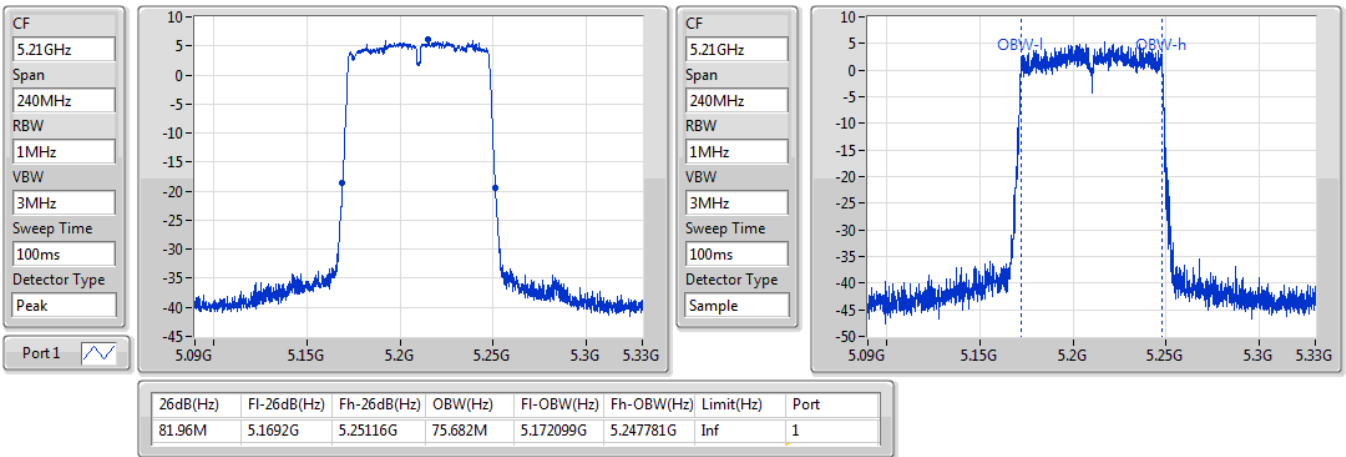 CF
5.21GHz
Span
240MHz
RBW
1MHz
VBW
3MHz
Sweep Time
100ms
Detector Type
Peak
Port 1
10
5
0
-5
-10
-15
-20
-25
-30
-35
-40
-45
5.09G 5.15G 5.2G 5.25G 5.3G 5.33G
CF
5.21GHz
Span
240MHz
RBW
1MHz
VBW
3MHz
Sweep Time
100ms
Detector Type
Sample
10
5
0
-5
-10
-15
-20
-25
-30
-35
-40
-45
-50
OBW-l OBW-h
5.09G 5.15G 5.2G 5.25G 5.3G 5.33G
26dB(Hz) Fl-26dB(Hz) Fh-26dB(Hz) OBW(Hz) Fl-OBW(Hz) Fh-OBW(Hz) Limit(Hz) Port
81.96M 5.1692G 5.25116G 75.682M 5.172099G 5.247781G Inf 1